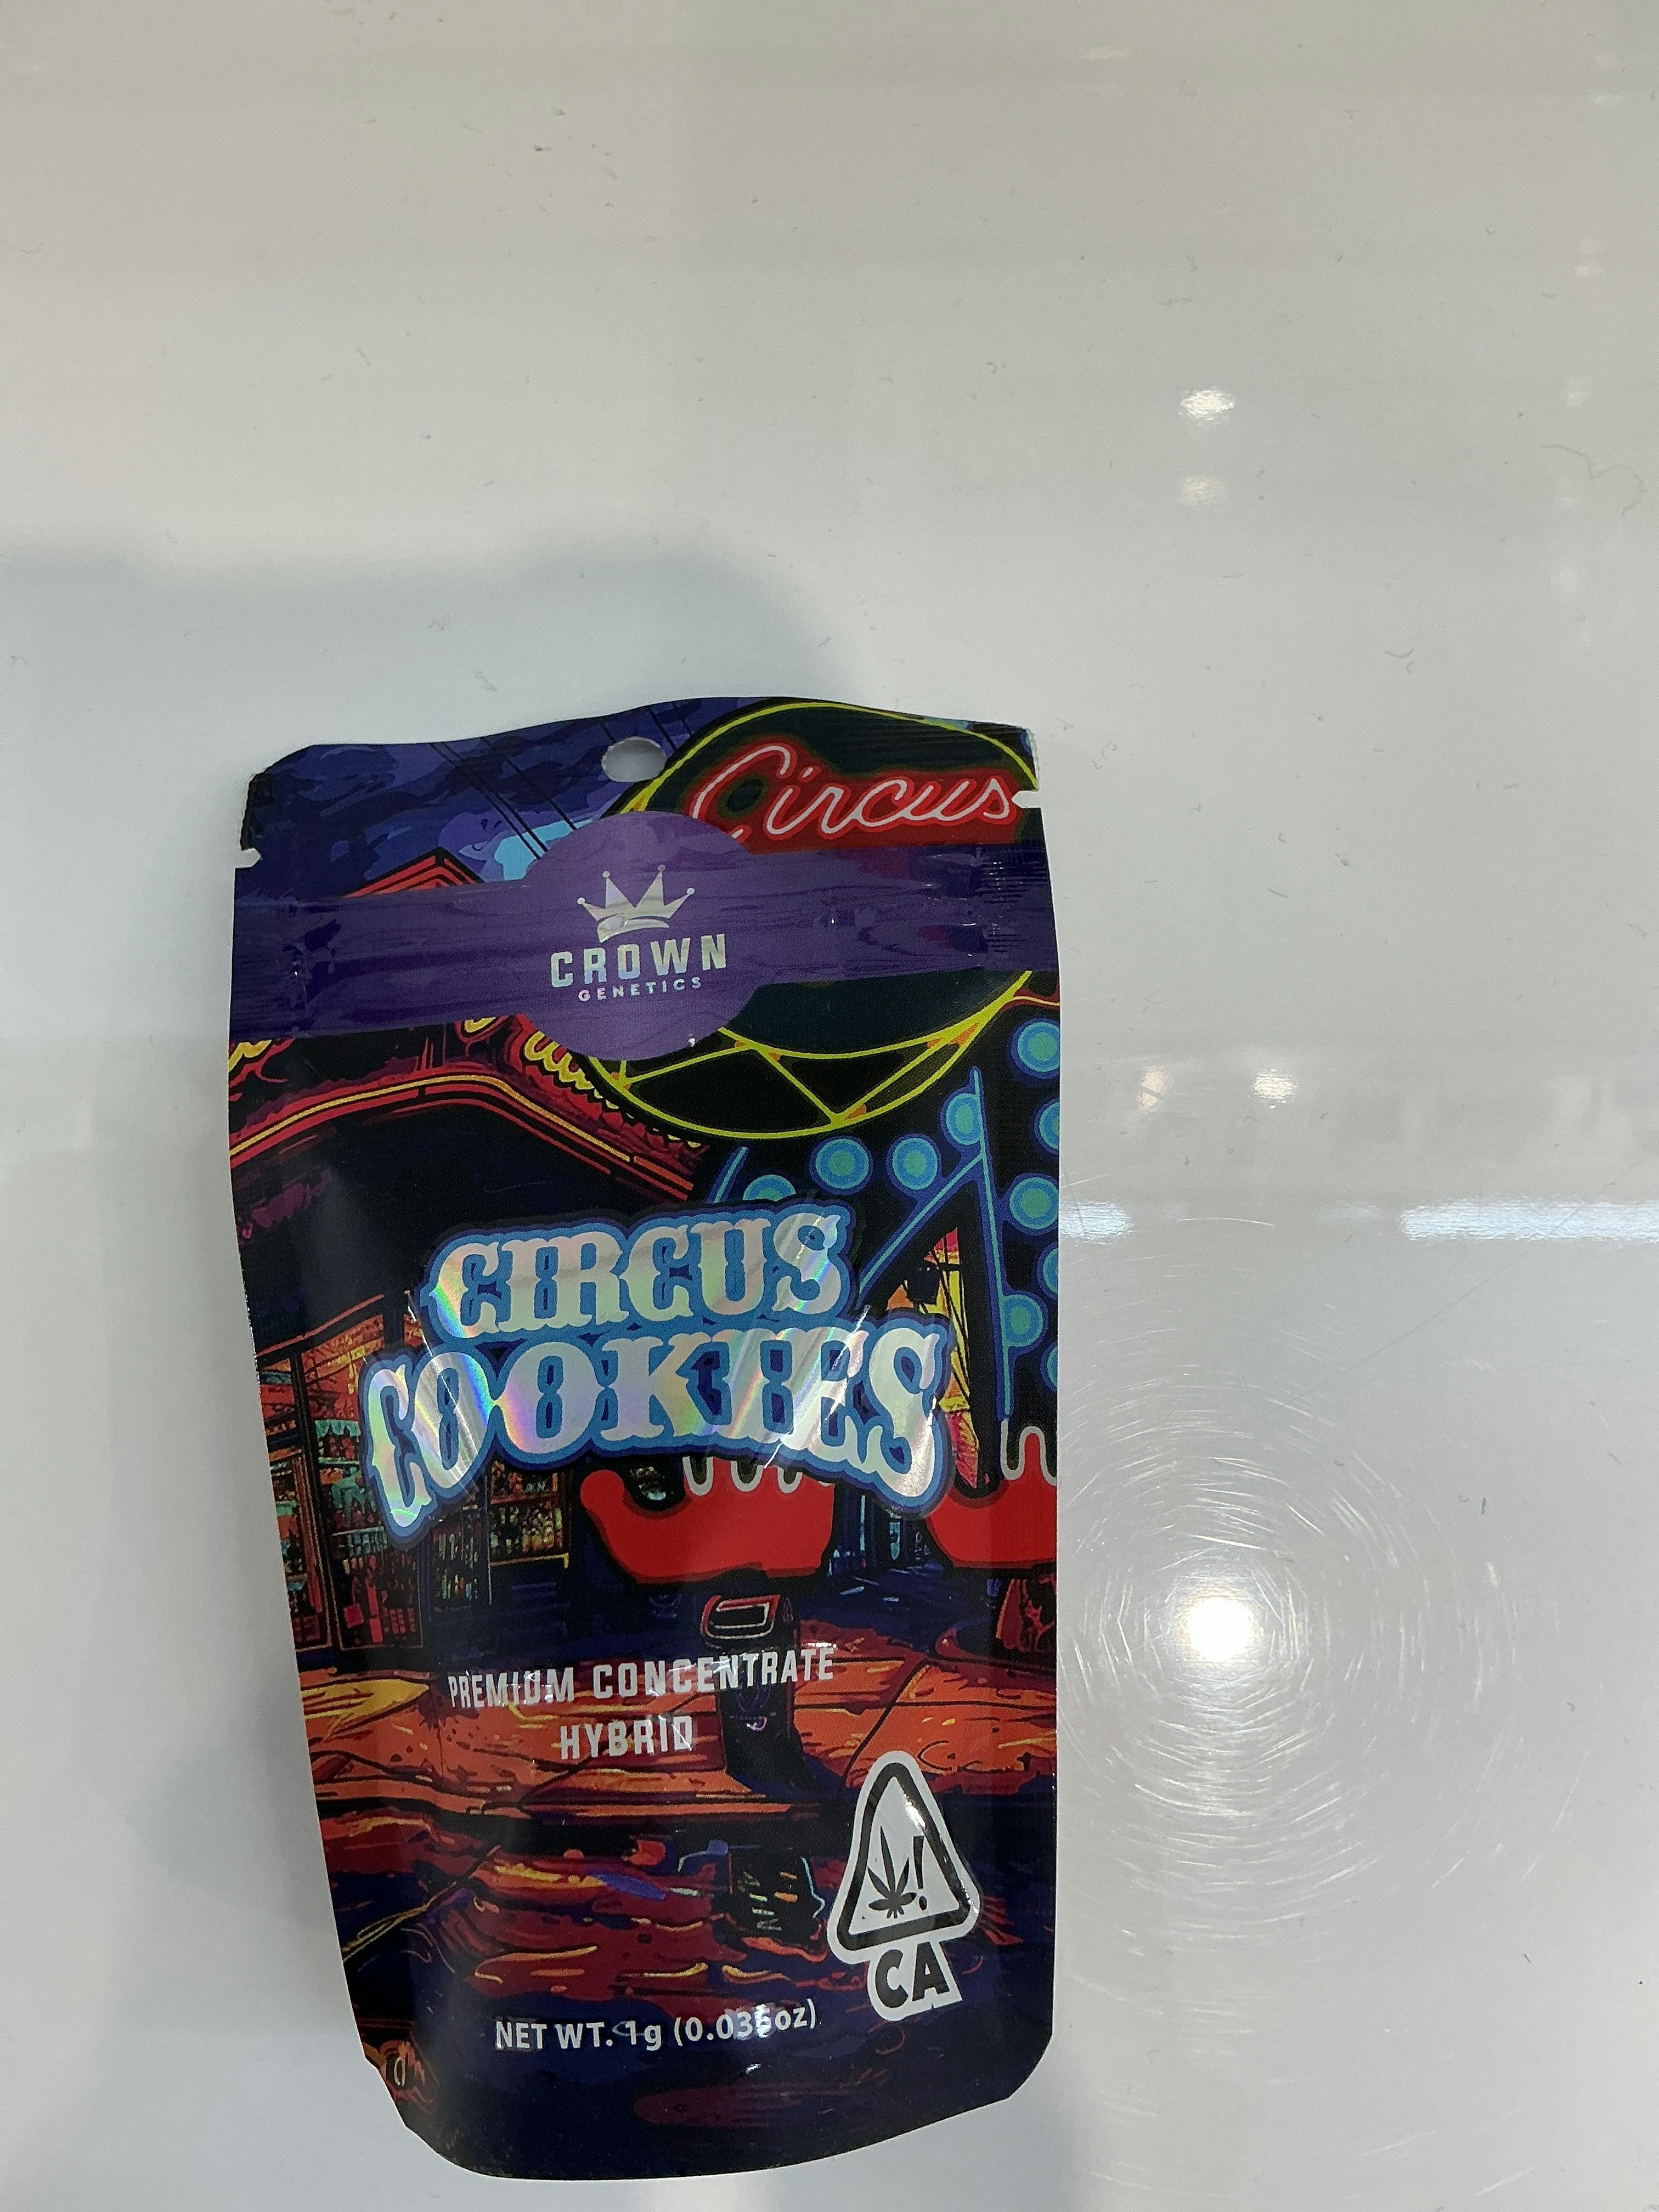 Circus
CROWN
GENETICS
CIRCUS
COOKIES
PREMIUM CONCENTRATE
HYBRID
!
CA
NET WT. 1g (0.035oz)